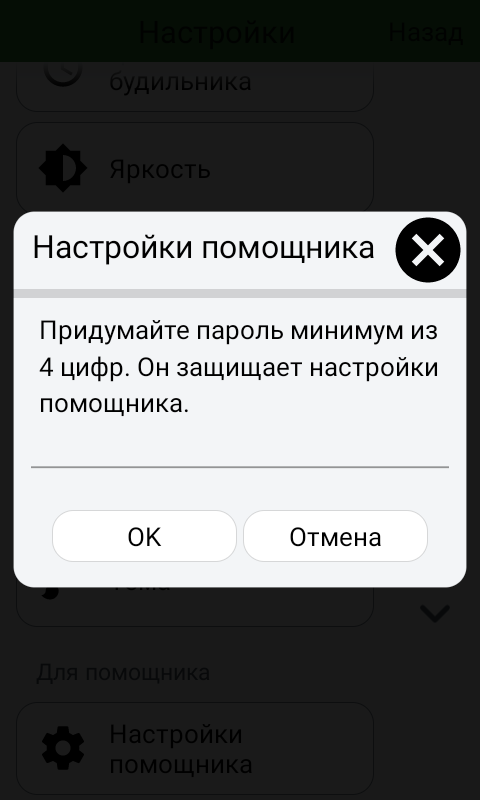 Настройки
Назад
будильника
Яркость
Настройки помощника
Придумайте пароль минимум из
4 цифр. Он защищает настройки
помощника.
OK
Отмена
Тема
Для помощника
Настройки
помощника